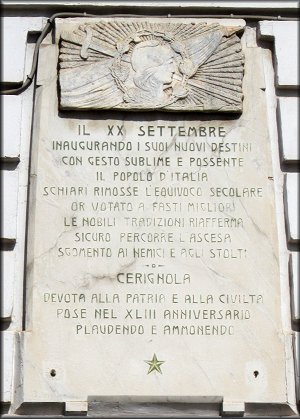 IL XX SETTEMBRE
INAUGURANDO I SUOI NUOVI DESTINI
CON GESTO SUBLIME E POSSENTE
IL POPOLO D'ITALIA
SCHIARI RIMOSSE L'EQUIVOCO SECOLARE
OR VOTATO A FASTI MIGLIORI
LE NOBILI TRADIZIONI RIAFFERMA
SICURO PERCORRE L'ASCESA
SGOMENTO AI NEMICI E AGLI STOLTI
CERIGNOLA
DEVOTA ALLA PATRIA E ALLA CIVILTÀ
POSE NEL XLIII ANNIVERSARIO
PLAUDENDO E AMMONENDO